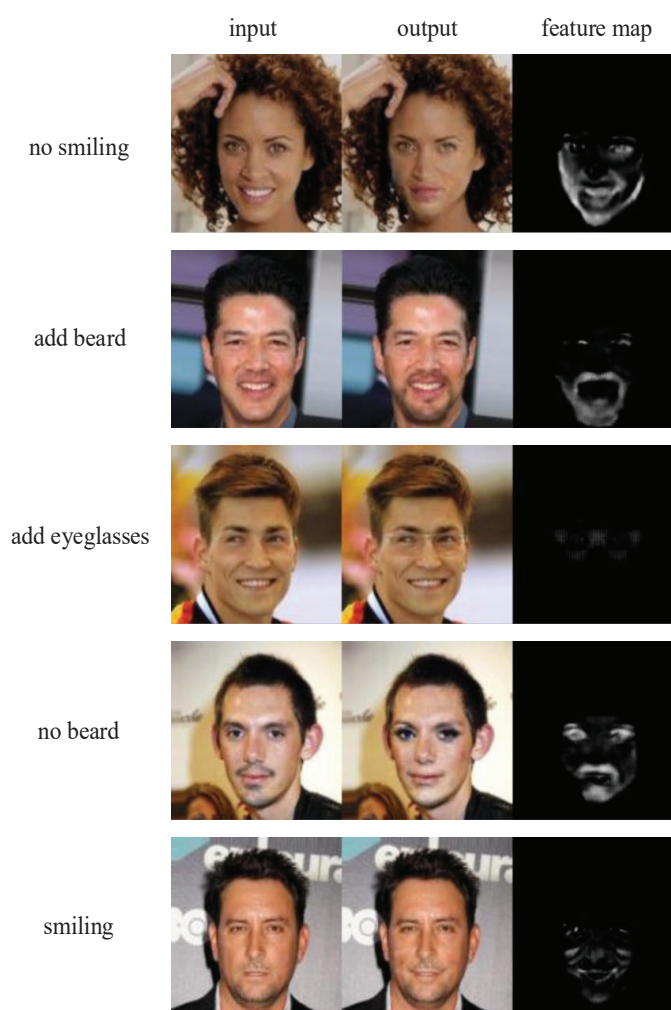 input output feature map
no smiling
add beard
add eyeglasses
no beard
smiling